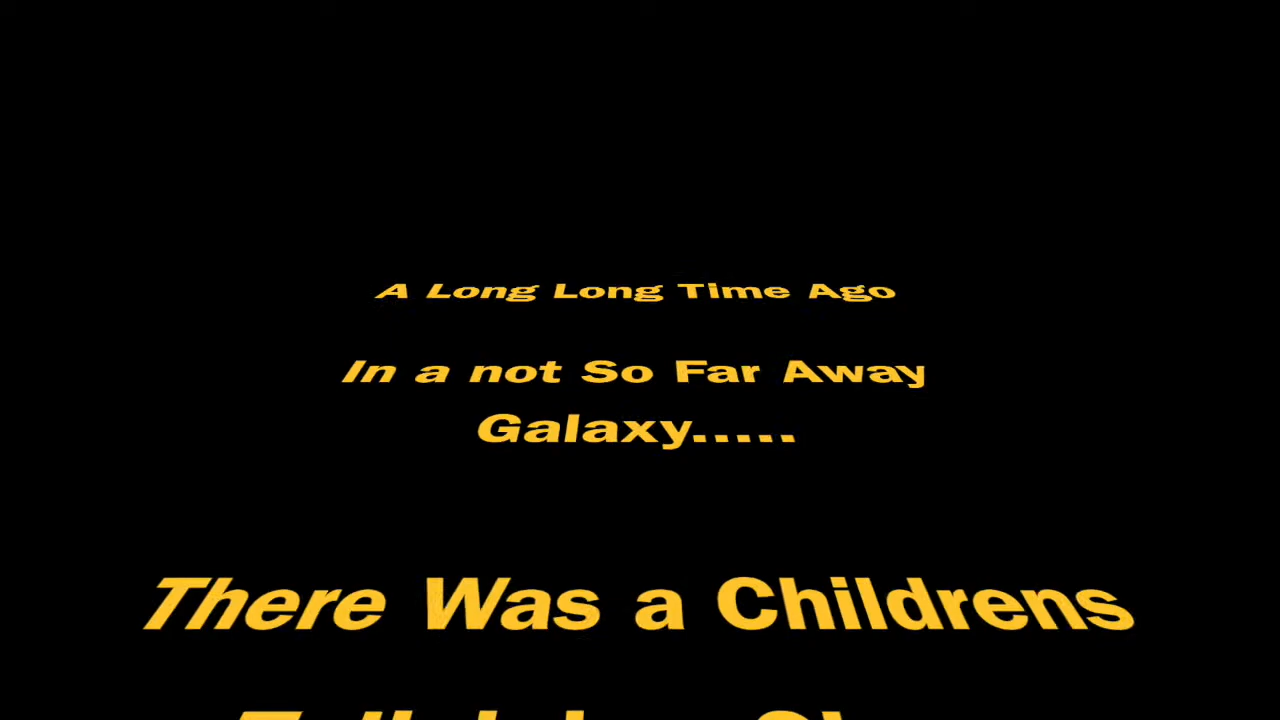 A Long Long Time Ago
In a not So Far Away
Galaxy.....
There Was a Childrens